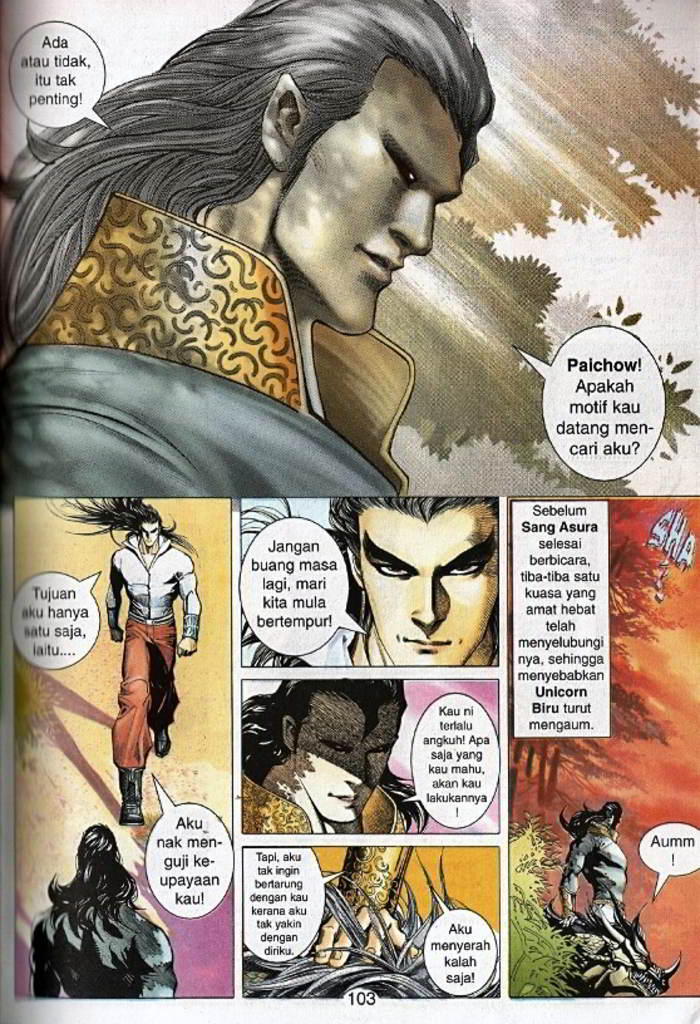 Ada
atau tidak,
itu tak
penting!
Paichow!
Apakah
motif kau
datang men-
cari aku?
Tujuan
aku hanya
satu saja,
iaitu....
Aku
nak men-
guji ke-
upayaan
kau!
Jangan
buang masa
lagi, mari
kita mula
bertempur!
Kau ni
terlalu
angkuh! Apa
saja yang
kau mahu,
akan kau
lakukannya
!
Tapi, aku
tak ingin
bertarung
dengan kau
kerana aku
tak yakin
dengan
diriku.
Aku
menyerah
kalah
saja!
Sebelum
Sang Asura
selesai
berbicara,
tiba-tiba satu
kuasa yang
amat hebat
telah
menyelubungi
nya, sehingga
menyebabkan
Unicorn
Biru turut
mengaum.
SHA
Aumm
!
103